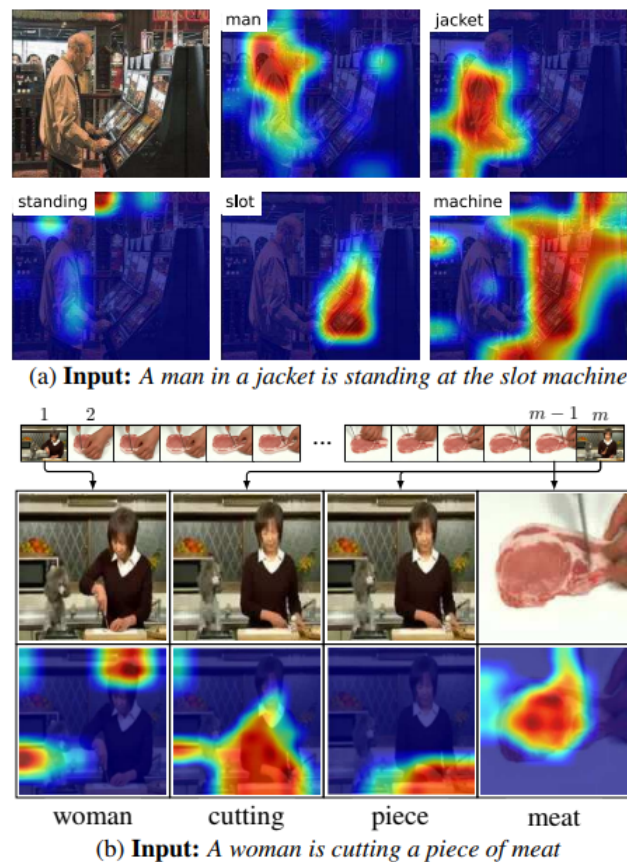 man
jacket
standing
slot
machine
(a) Input: A man in a jacket is standing at the slot machine
1 2 m − 1 m
...
woman cutting piece meat
(b) Input: A woman is cutting a piece of meat